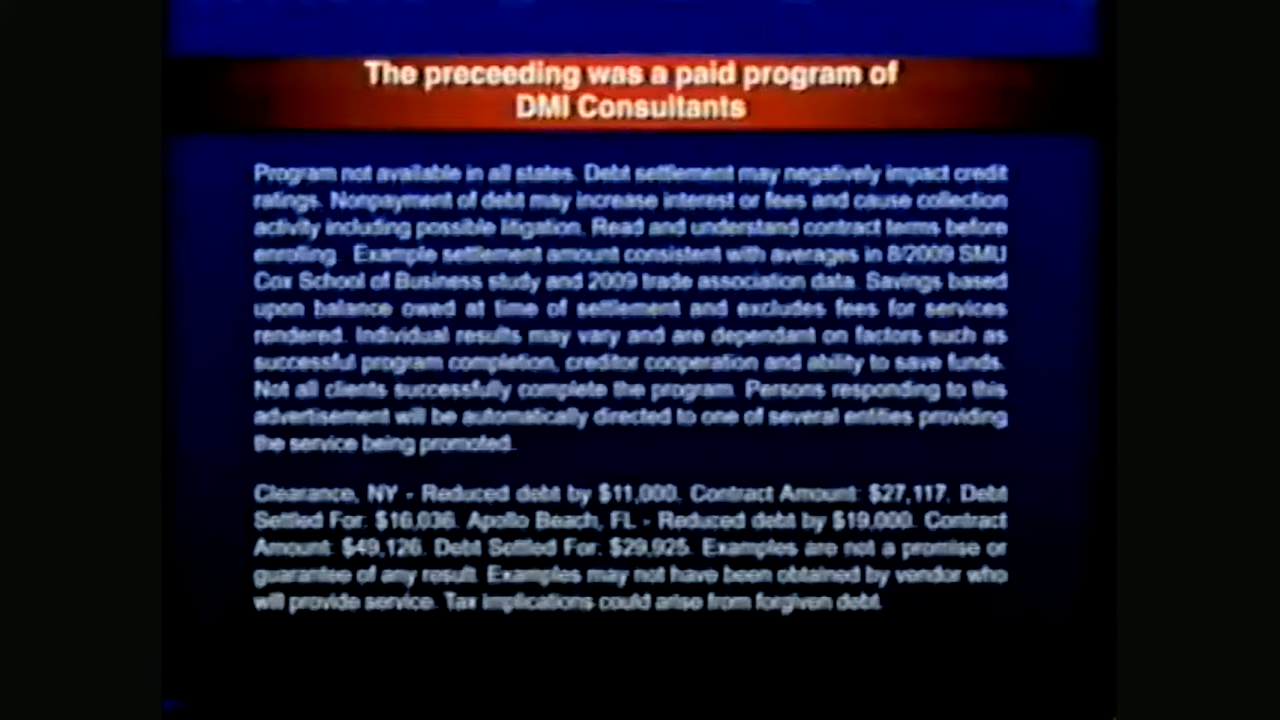 The preceeding was a paid program of
DMI Consultants
Program not available in all states. Debt settlement may negatively impact credit
ratings. Nonpayment of debt may increase interest or fees and cause collection
activity including possible litigation. Read and understand contract terms before
enrolling. Example settlement amount consistent with averages in 8/2009 SMU
Cox School of Business study and 2009 trade association data. Savings based
upon balance owed at time of settlement and excludes fees for services
rendered. Individual results may vary and are dependant on factors such as
successful program completion, creditor cooperation and ability to save funds.
Not all clients successfully complete the program. Persons responding to this
advertisement will be automatically directed to one of several entities providing
the service being promoted.
Clearance, NY - Reduced debt by $11,000. Contract Amount: $27,117. Debt
Settled For: $16,036. Apollo Beach, FL - Reduced debt by $19,000. Contract
Amount: $49,126. Debt Settled For: $29,925. Examples are not a promise or
guarantee of any result. Examples may not have been obtained by vendor who
will provide service. Tax implications could arise from forgiven debt.